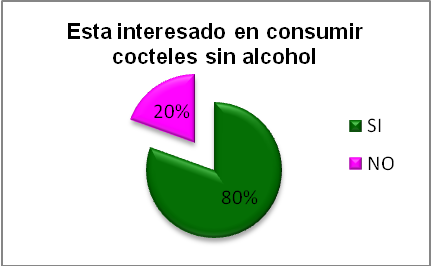 Esta interesado en consumir
cocteles sin alcohol
20%
80%
SI
NO